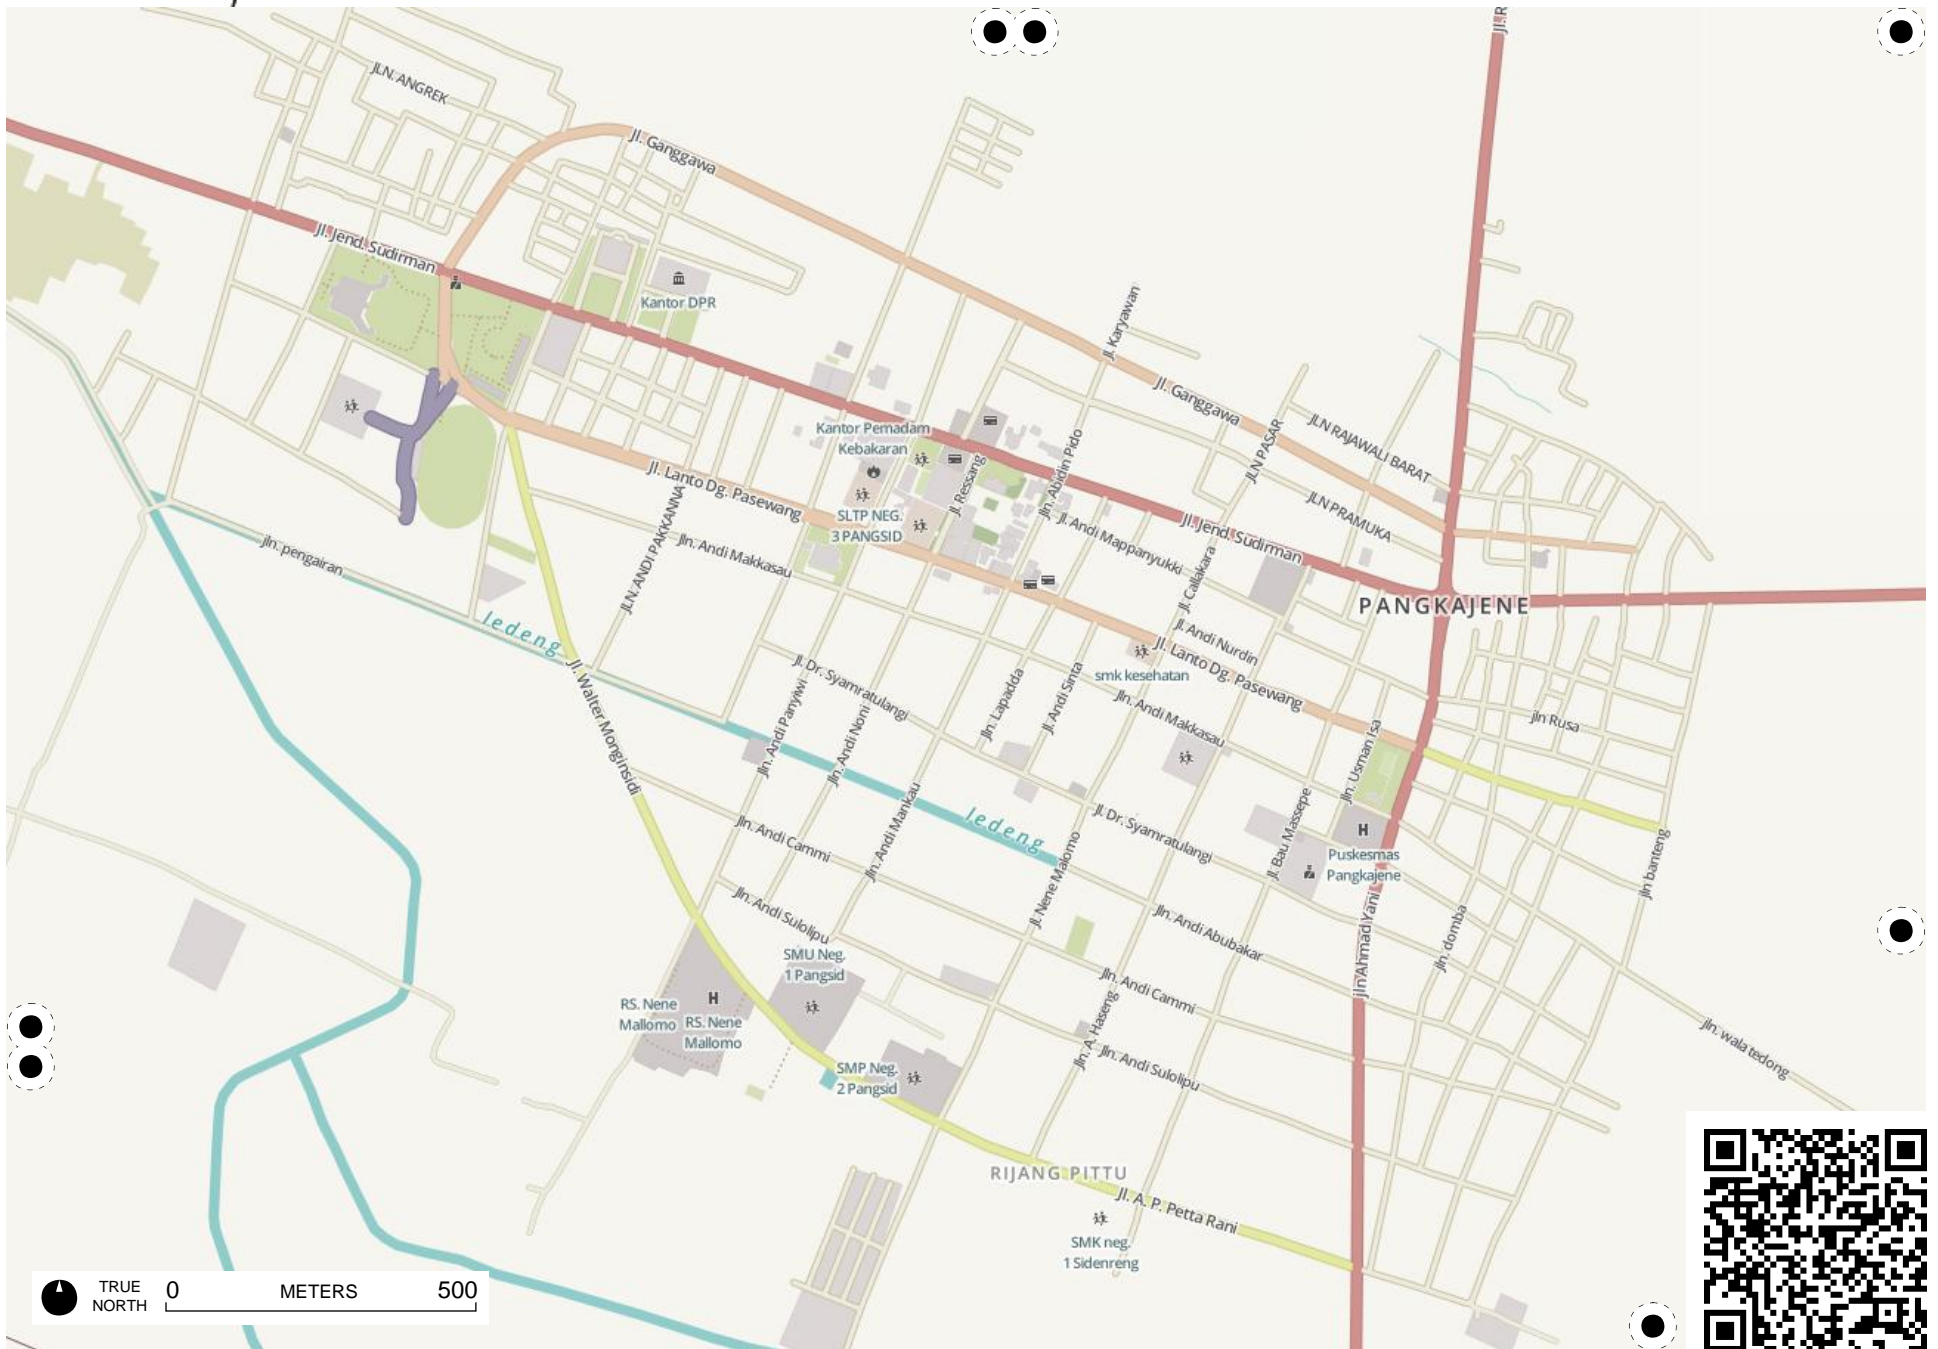 Jl. R
JLN. ANGREK
Jl. Ganggawa
Jl. Jend. Sudirman
Kantor DPR
Jl. Karyawan
Jl. Ganggawa
JLN RAJAWALI BARAT
JLN PASAR
Kantor Pemadam
Kebakaran
Jl. Ressang
Jln. Abidin Pido
Jl. Lanto Dg. Pasewang
JLN PRAMUKA
SLTP NEG.
3 PANGSID
Jl. Andi Mappanyukki
Jl. Jend. Sudirman
JLN. ANDI PAKKANNA
jln. pengairan
Jln. Andi Makkasau
Jl. Callakara
PANGKAJENE
ledeng
Jl. Andi Nurdin
Jl. Lanto Dg. Pasewang
smk kesehatan
Jl. Walter Monginsidi
Jl. Dr. Syamratulangi
Jln. Andi Panyiwi
Jln. Andi Noni
Jln. Lapadda
Jl. Andi Sinta
Jln. Andi Makkasau
jln Rusa
Jln. Usman Isa
Jln. Andi Mankau
ledeng
Jl. Dr. Syamratulangi
Jl. Bau Massepe
Jln. Andi Cammi
Puskesmas
Pangkajene
jln banteng
Jl. Nene Malomo
Jln. Andi Sulolipu
Jln. Andi Abubakar
jln Ahmad Yani
jln. domba
SMU Neg.
1 Pangsid
Jln. Andi Cammi
RS. Nene
Mallomo
RS. Nene
Mallomo
Jln. A. Haseng
Jln. Andi Sulolipu
jln. wala tedong
SMP Neg.
2 Pangsid
RIJANG PITTU
Jl. A. P. Petta Rani
SMK neg.
1 Sidenreng
TRUE
NORTH
0 METERS 500